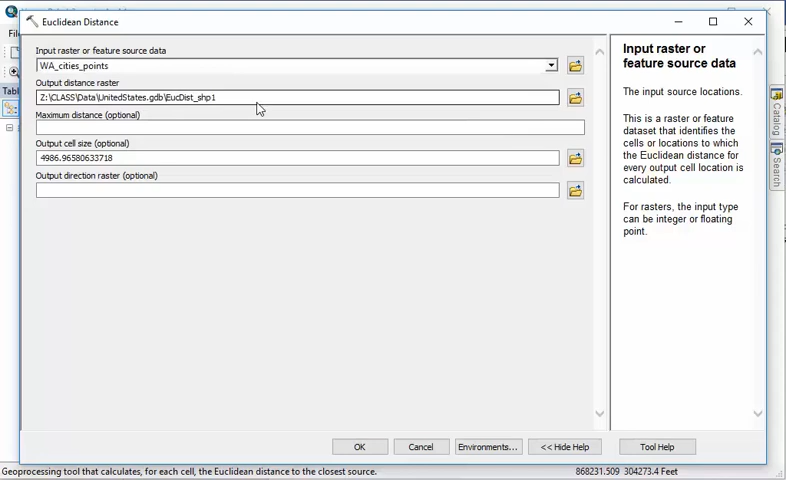 Euclidean Distance
Fil
Input raster or feature source data
WA_cities_points
Output distance raster
Z:\CLASS\Data\UnitedStates.gdb\EucDist_shp1
Maximum distance (optional)
Output cell size (optional)
4986.96580633718
Output direction raster (optional)
OK
Cancel
Environments...
<< Hide Help
Tool Help
Input raster or
feature source data
The input source locations.
This is a raster or feature
dataset that identifies the
cells or locations to which
the Euclidean distance for
every output cell location is
calculated.
For rasters, the input type
can be integer or floating
point.
Table
Catalog
Search
Geoprocessing tool that calculates, for each cell, the Euclidean distance to the closest source.
868231.509 304273.4 Feet